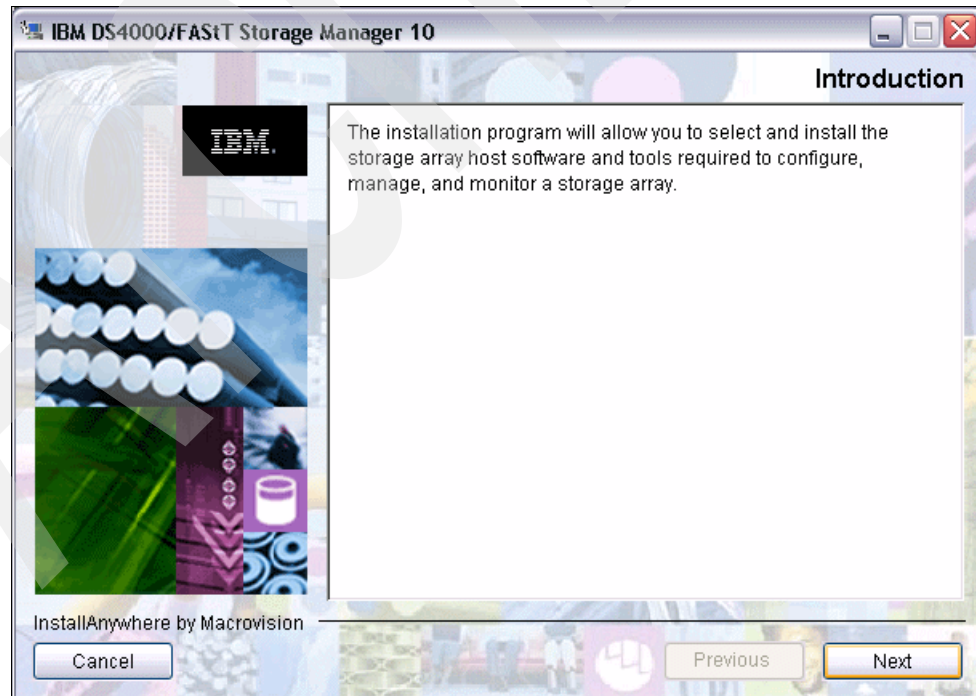 IBM DS4000/FAStT Storage Manager 10
Introduction
IBM.
The installation program will allow you to select and install the
storage array host software and tools required to configure,
manage, and monitor a storage array.
InstallAnywhere by Macrovision
Cancel
Previous
Next